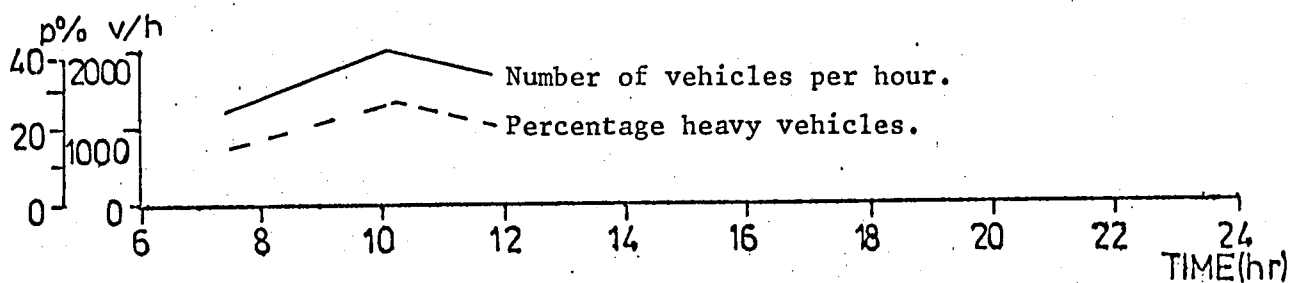 p% v/h
40 2000
Number of vehicles per hour.
20 1000
Percentage heavy vehicles.
0 0
6 8 10 12 14 16 18 20 22 24
TIME(hr)